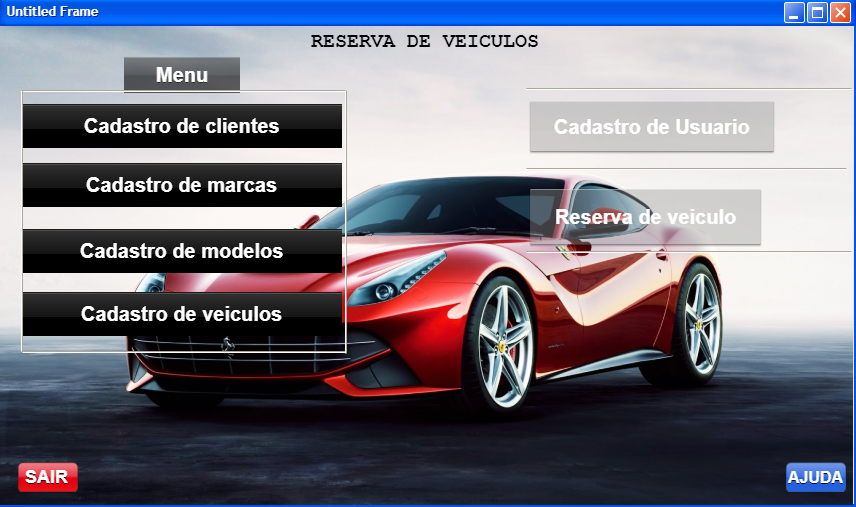 Untitled Frame
RESERVA DE VEICULOS
Menu
Cadastro de clientes
Cadastro de marcas
Cadastro de modelos
Cadastro de veiculos
Cadastro de Usuario
Reserva de veiculo
SAIR
AJUDA